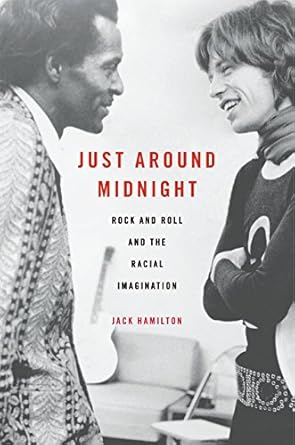 JUST AROUND
MIDNIGHT
ROCK AND ROLL
AND THE
RACIAL
IMAGINATION
JACK HAMILTON